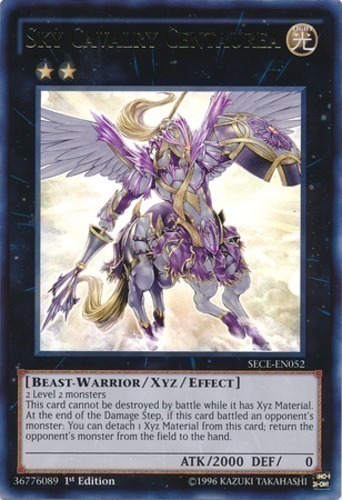 SKY CAVALRY CENTAUREA
LIGHT
光
SECE-EN052
[BEAST-WARRIOR/XYZ/EFFECT]
2 Level 2 monsters
This card cannot be destroyed by battle while it has Xyz Material.
At the end of the Damage Step, if this card battled an opponent's
monster: You can detach 1 Xyz Material from this card; return the
opponent's monster from the field to the hand.
ATK/2000 DEF/ 0
36776089 1st Edition ©1996 KAZUKI TAKAHASHI